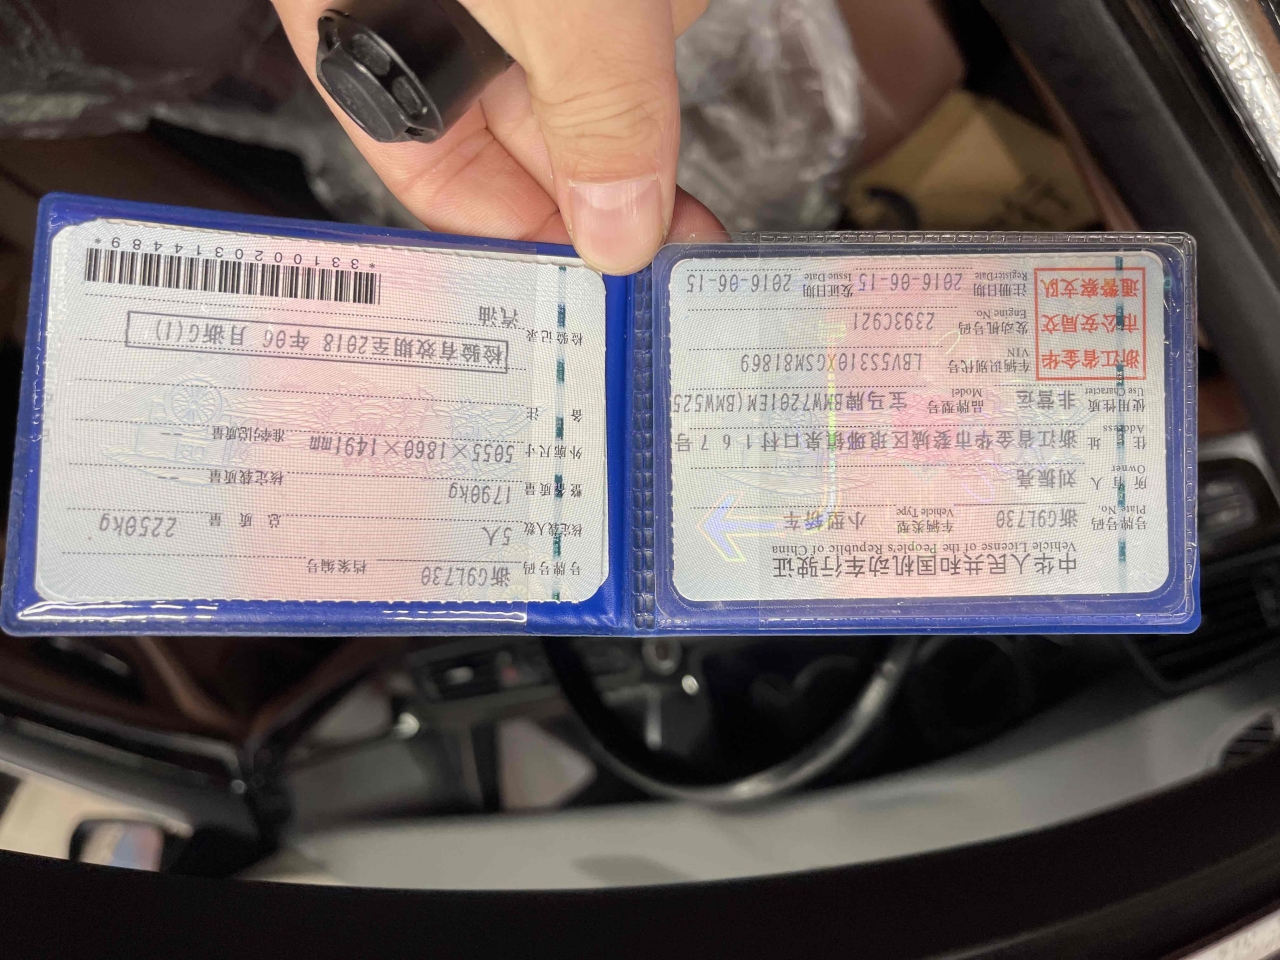 中华人民共和国机动车行驶证
Vehicle License of the People's Republic of China
号牌号码 浙G9L730 车辆类型 小型轿车
Plate No. Vehicle Type
所有人 刘振亮
Owner
住址 浙江省金华市婺城区琅琊镇泉口村167号
Address
使用性质 非营运 品牌型号 宝马牌BMW7201EM(BMW525
Use Character Model
浙江省金华
市公安局交
通警察支队
车辆识别代号 LBV5S310XGSM81869
VIN
发动机号码 2393C921
Engine No.
注册日期 2016-06-15 发证日期 2016-06-15
Register Date Issue Date
号牌号码 浙G9L730 档案编号
核定载人数 5人 总质量 2250kg
整备质量 1790kg 核定载质量 --
外廓尺寸 5055×1860×1491mm 准牵引总质量 --
备注
检验有效期至2018年06月浙G(1)
检验记录
汽油
*3310020314489*